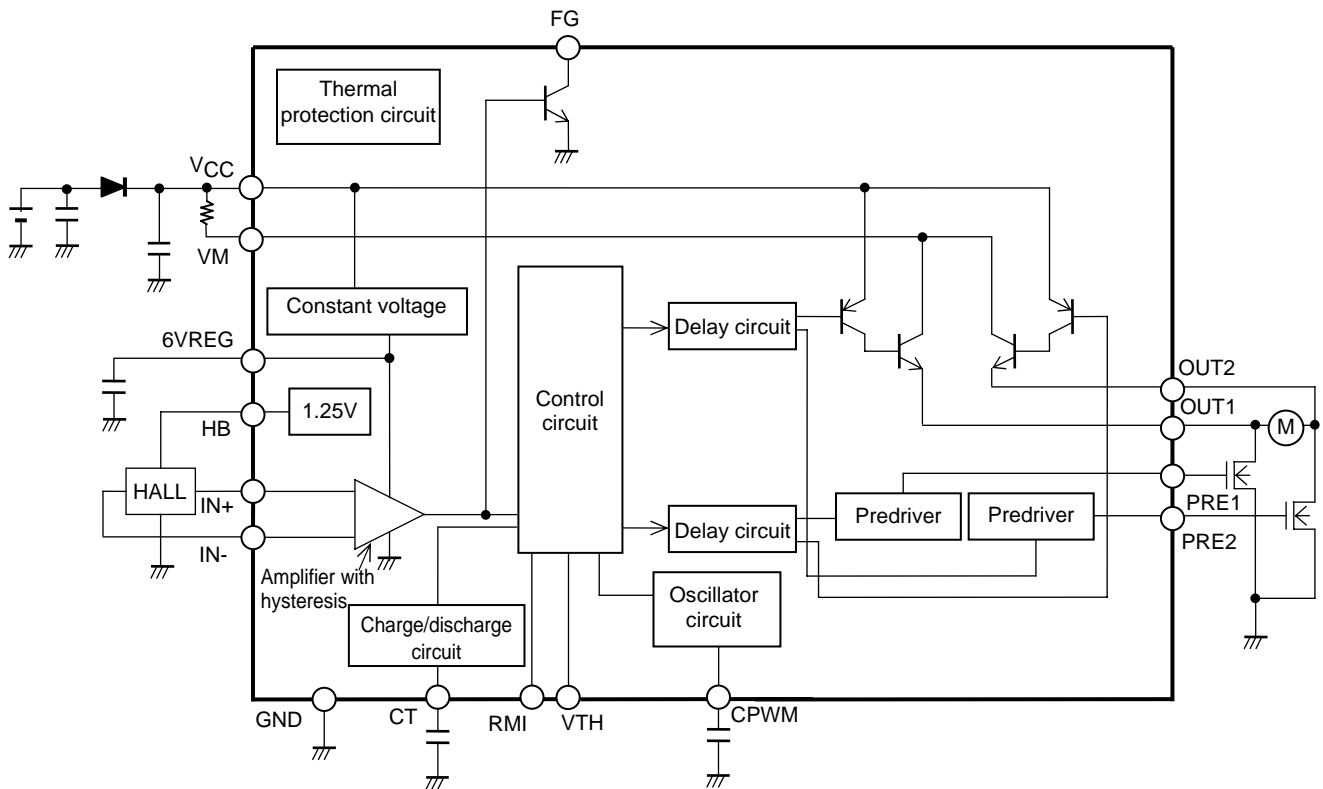 FG
Thermal
protection circuit
VCC
VM
Constant voltage
6VREG
1.25V
HB
HALL
IN+
IN-
Amplifier with
hysteresis
Control
circuit
Delay circuit
Delay circuit
Predriver
Predriver
OUT2
OUT1
M
PRE1
PRE2
Oscillator
circuit
Charge/discharge
circuit
GND
CT
RMI
VTH
CPWM